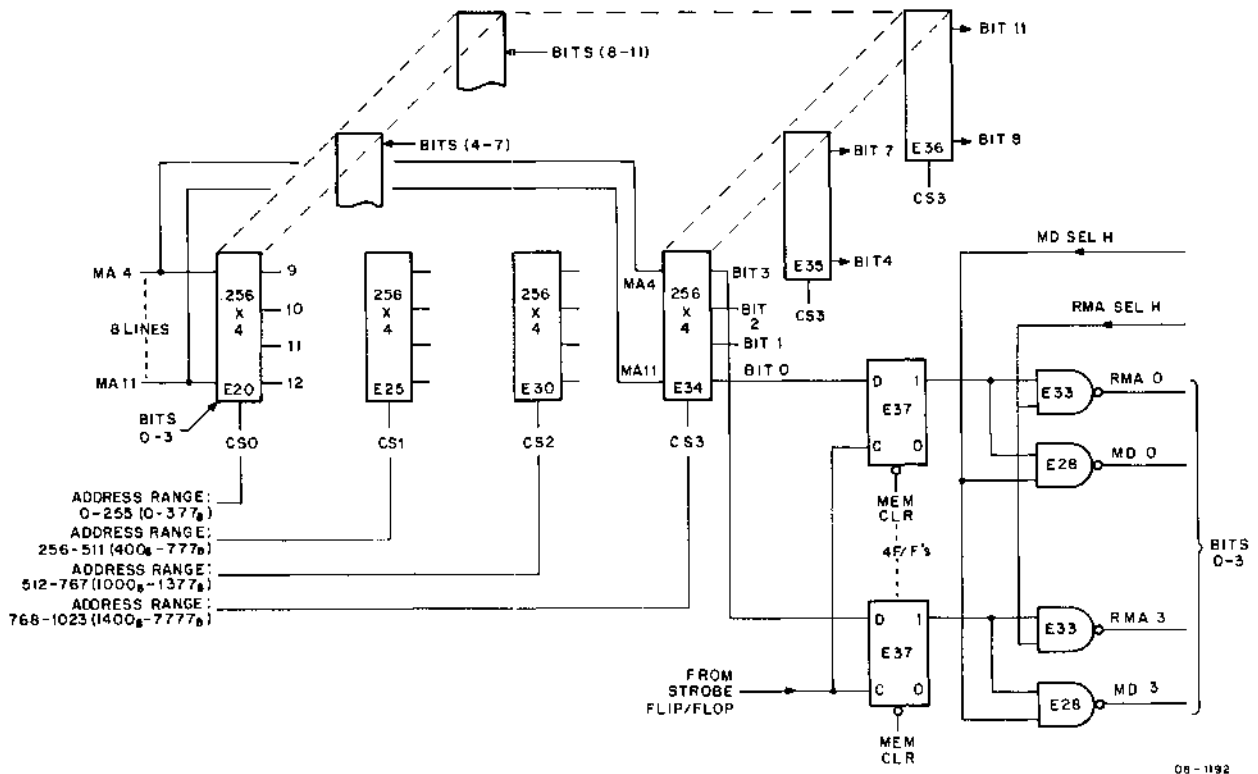 BITS (8-11)
BIT 11
E36
BIT 8
CS3
BITS (4-7)
BIT 7
E35
BIT4
CS3
MA 4
8 LINES
MA11
256
X
4
E20
9
10
11
12
BITS
0-3
CS0
256
X
4
E25
CS1
256
X
4
E30
CS2
MA4
MA11
256
X
4
E34
CS3
BIT3
BIT
2
BIT 1
BIT 0
ADDRESS RANGE:
0-255 (0-377₈)
ADDRESS RANGE:
256-511 (400₈-777₈)
ADDRESS RANGE:
512-767 (1000₈-1377₈)
ADDRESS RANGE:
768-1023 (1400₈-7777₈)
MD SEL H
RMA SEL H
D 1
E37
C 0
MEM
CLR
4F/F's
D 1
E37
C 0
MEM
CLR
FROM
STROBE
FLIP/FLOP
E33
RMA 0
E28
MD 0
E33
RMA 3
E28
MD 3
BITS
0-3
08-1192